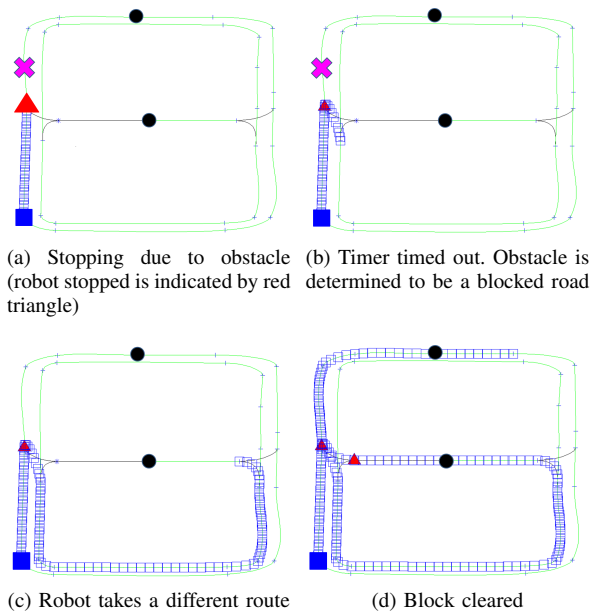 (a) Stopping due to obstacle
(robot stopped is indicated by red
triangle)
(b) Timer timed out. Obstacle is
determined to be a blocked road
(c) Robot takes a different route
(d) Block cleared